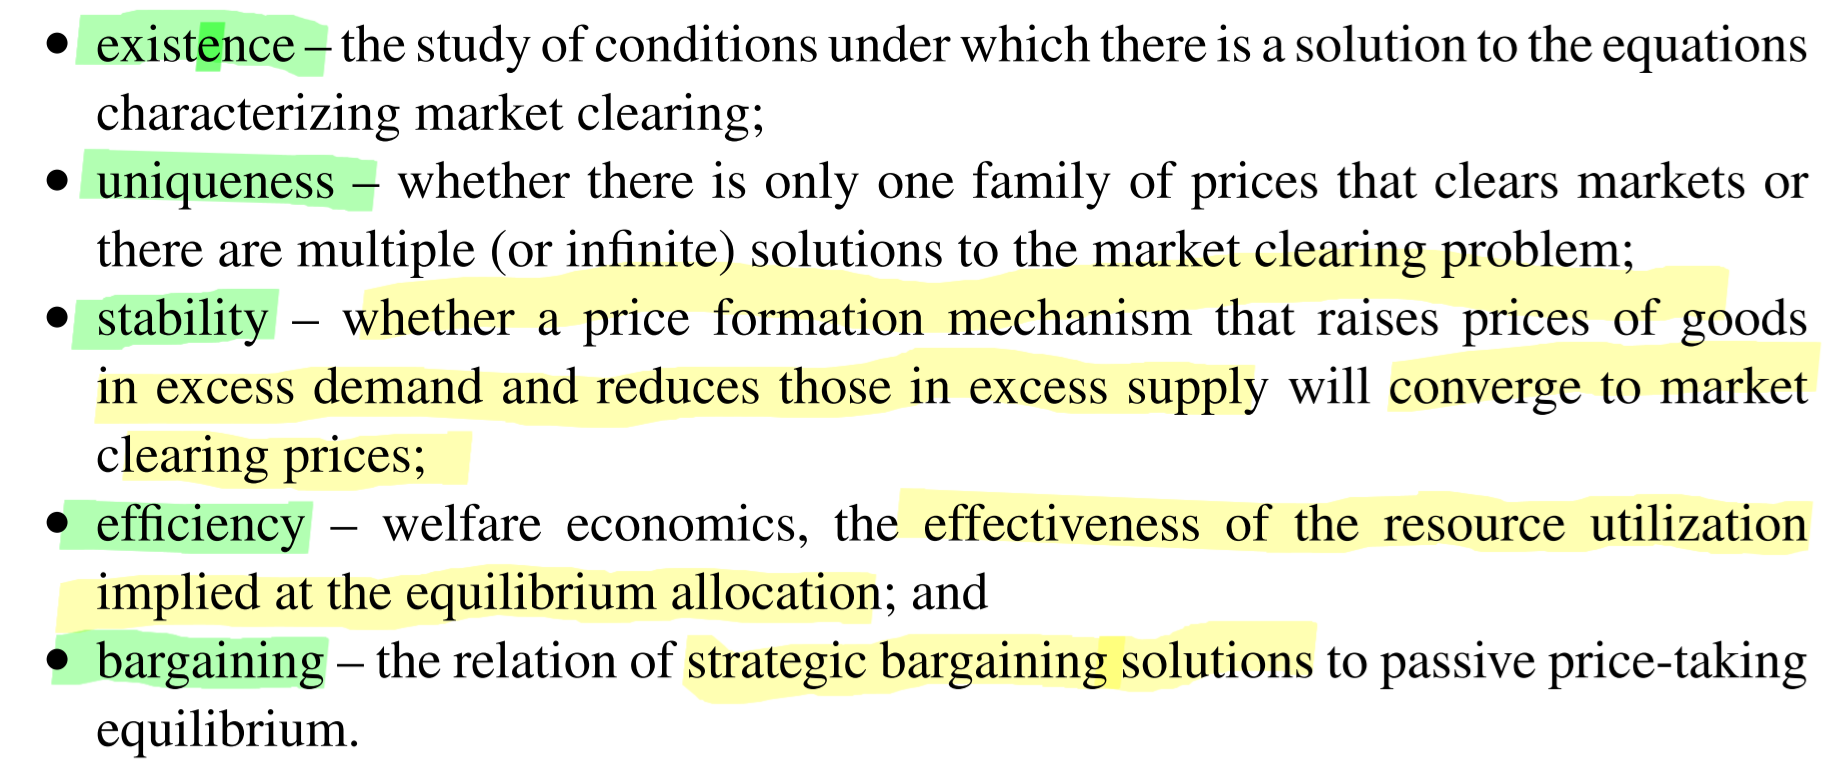 • existence – the study of conditions under which there is a solution to the equations
characterizing market clearing;
• uniqueness – whether there is only one family of prices that clears markets or
there are multiple (or infinite) solutions to the market clearing problem;
• stability – whether a price formation mechanism that raises prices of goods
in excess demand and reduces those in excess supply will converge to market
clearing prices;
• efficiency – welfare economics, the effectiveness of the resource utilization
implied at the equilibrium allocation; and
• bargaining – the relation of strategic bargaining solutions to passive price-taking
equilibrium.